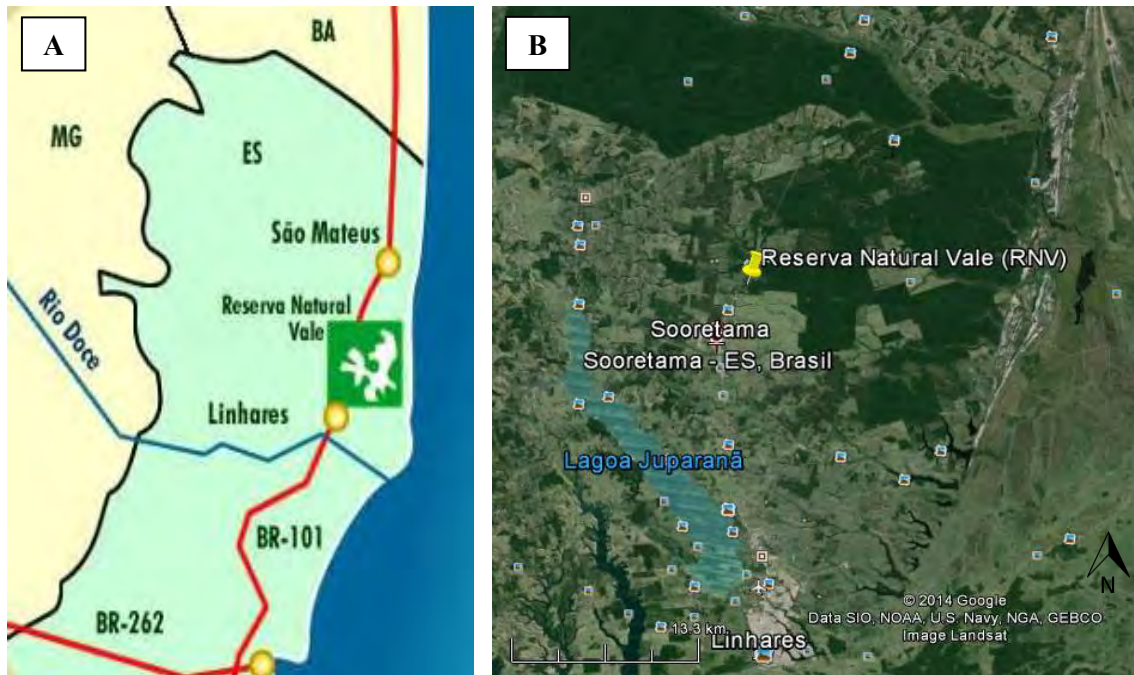 A
BA
MG
ES
São Mateus
Reserva Natural
Vale
Rio Doce
Linhares
BR-101
BR-262
B
Reserva Natural Vale (RNV)
Sooretama
Sooretama - ES, Brasil
Lagoa Juparanã
N
© 2014 Google
Data SIO, NOAA, U.S. Navy, NGA, GEBCO
Image Landsat
13.3 km
Linhares